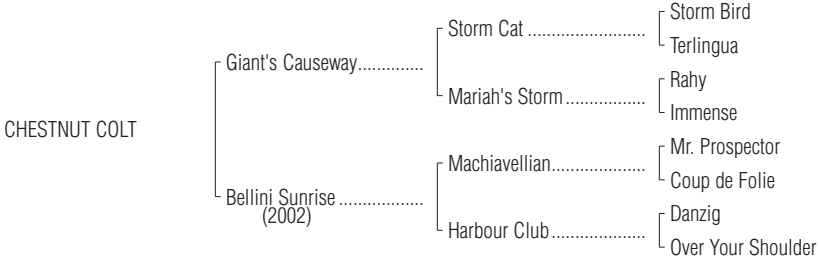 Storm Bird
Storm Cat ........................
Terlingua
Giant's Causeway..............
Rahy
Mariah's Storm .................
Immense
CHESTNUT COLT
Mr. Prospector
Machiavellian....................
Coup de Folie
Bellini Sunrise ..................
(2002)
Danzig
Harbour Club ....................
Over Your Shoulder